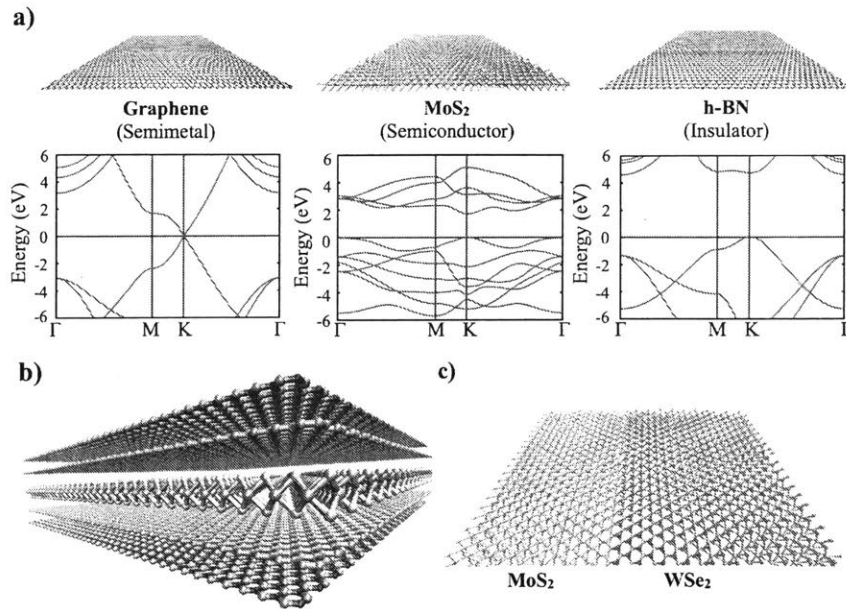 a)
Graphene
(Semimetal)
MoS₂
(Semiconductor)
h-BN
(Insulator)
Energy (eV)
6
4
2
0
-2
-4
-6
Γ M K Γ
Energy (eV)
6
4
2
0
-2
-4
-6
Γ M K Γ
Energy (eV)
6
4
2
0
-2
-4
-6
Γ M K
b)
c)
MoS₂ WSe₂